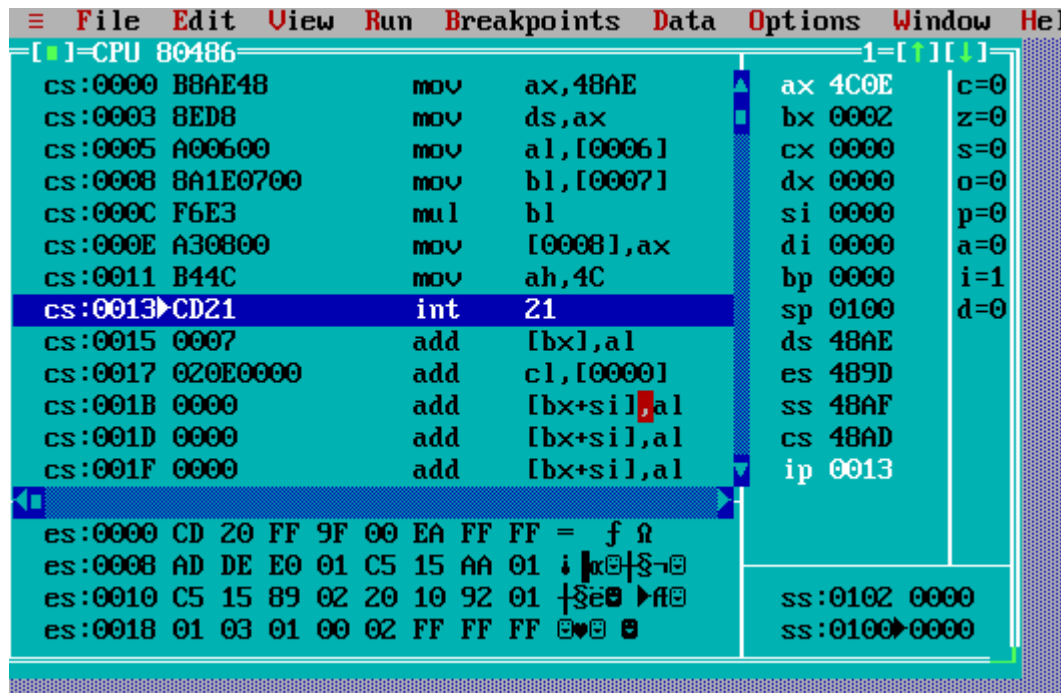 ≡ File Edit View Run Breakpoints Data Options Window Hel
=[■]=CPU 80486 1=[↑][↓]=
cs:0000 B8AE48 mov ax,48AE ax 4C0E c=0
cs:0003 8ED8 mov ds,ax bx 0002 z=0
cs:0005 A00600 mov al,[0006] cx 0000 s=0
cs:0008 8A1E0700 mov bl,[0007] dx 0000 o=0
cs:000C F6E3 mul bl si 0000 p=0
cs:000E A30800 mov [0008],ax di 0000 a=0
cs:0011 B44C mov ah,4C bp 0000 i=1
cs:0013►CD21 int 21 sp 0100 d=0
cs:0015 0007 add [bx],al ds 48AE
cs:0017 020E0000 add cl,[0000] es 489D
cs:001B 0000 add [bx+si],al ss 48AF
cs:001D 0000 add [bx+si],al cs 48AD
cs:001F 0000 add [bx+si],al ip 0013
es:0000 CD 20 FF 9F 00 EA FF FF = ƒ Ω
es:0008 AD DE E0 01 C5 15 AA 01 ¡▐α☺┼§¬☺
es:0010 C5 15 89 02 20 10 92 01 ┼§ë☻ ►Æ☺ ss:0102 0000
es:0018 01 03 01 00 02 FF FF FF ☺♥☺ ☻ ss:0100►0000